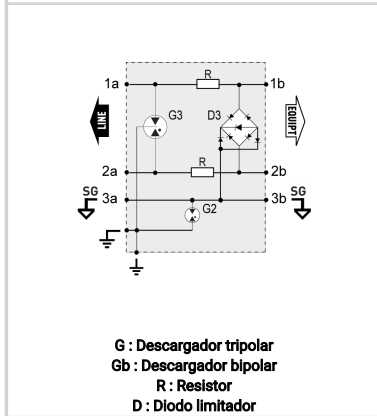 R
1a 1b
G3 D3
LINE EQUIPT
R
2a 2b
SG 3a 3b SG
G2
G : Descargador tripolar
Gb : Descargador bipolar
R : Resistor
D : Diodo limitador